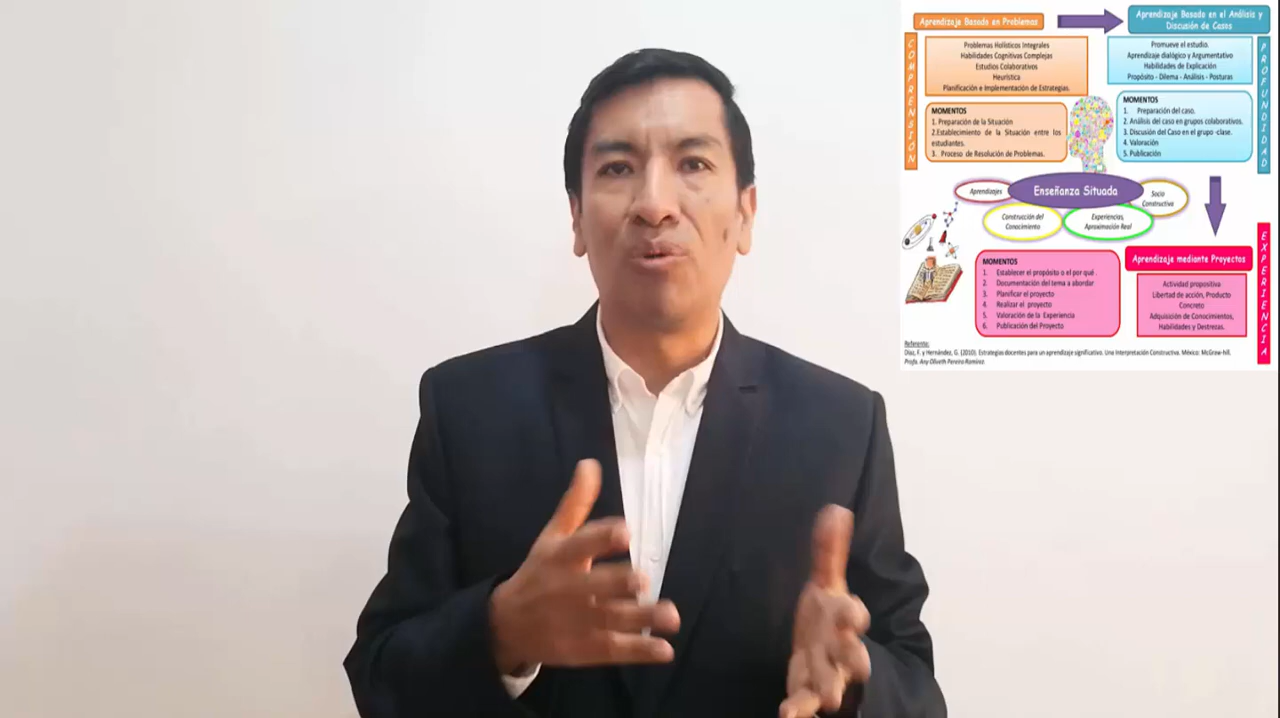 Aprendizaje Basado en Problemas
Aprendizaje Basado en el Análisis y
Discusión de Casos
COMPRENSIÓN
Problemas Holísticos Integrales
Habilidades Cognitivas Complejas
Estudios Colaborativos
Heurística
Planificación e Implementación de Estrategias.
Promueve el estudio.
Aprendizaje dialógico y Argumentativo
Habilidades de Explicación
Propósito - Dilema - Análisis - Posturas
PROFUNDIDAD
MOMENTOS
1. Preparación de la Situación
2.Establecimiento de la Situación entre los
estudiantes.
3. Proceso de Resolución de Problemas.
MOMENTOS
1. Preparación del caso.
2. Análisis del caso en grupos colaborativos.
3. Discusión del Caso en el grupo -clase.
4. Valoración
5. Publicación
Aprendizajes
Enseñanza Situada
Socio
Constructiva
Construcción del
Conocimiento
Experiencias,
Aproximación Real
MOMENTOS
1. Establecer el propósito o el por qué .
2. Documentación del tema a abordar
3. Planificar el proyecto
4. Realizar el proyecto
5. Valoración de la Experiencia
6. Publicación del Proyecto
Aprendizaje mediante Proyectos
Actividad propositiva
Libertad de acción, Producto
Concreto
Adquisición de Conocimientos,
Habilidades y Destrezas.
EXPERIENCIA
Referente:
Díaz, F. y Hernández, G. (2010). Estrategias docentes para un aprendizaje significativo. Una Interpretación Constructiva. México: McGraw-hill.
Profa. Any Olliveth Pereira Ramírez.